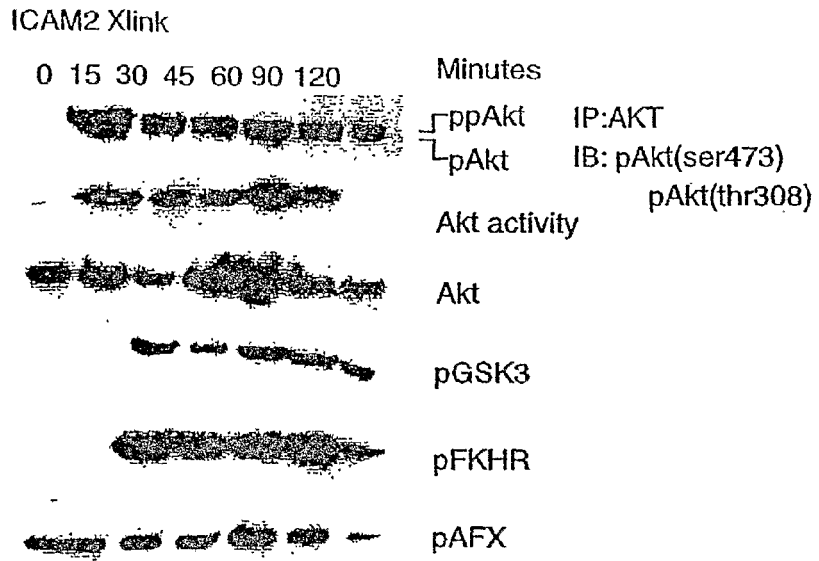 ICAM2 Xlink
0 15 30 45 60 90 120 Minutes
ppAkt IP:AKT
pAkt IB: pAkt(ser473)
pAkt(thr308)
Akt activity
Akt
pGSK3
pFKHR
pAFX